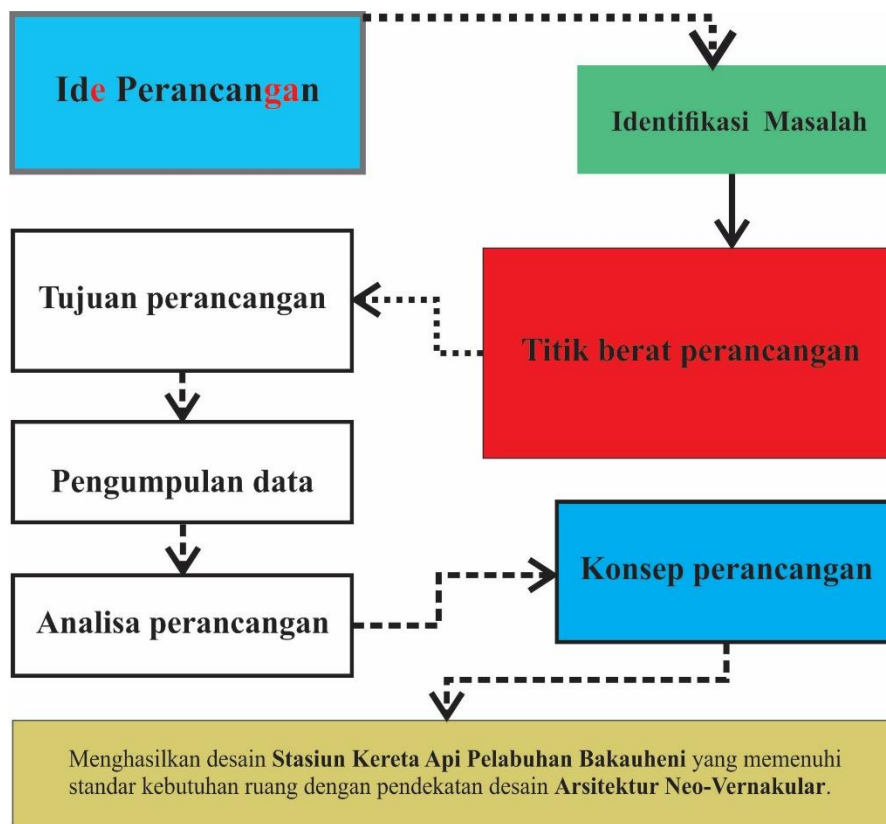 Ide Perancangan
Identifikasi Masalah
Titik berat perancangan
Tujuan perancangan
Pengumpulan data
Analisa perancangan
Konsep perancangan
Menghasilkan desain Stasiun Kereta Api Pelabuhan Bakauheni yang memenuhi
standar kebutuhan ruang dengan pendekatan desain Arsitektur Neo-Vernakular.